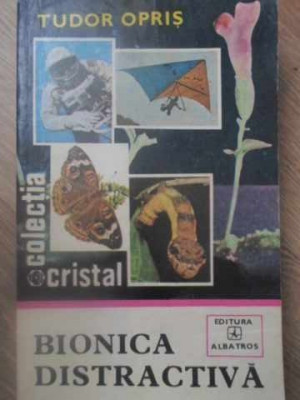 TUDOR OPRIȘ
colecția
cristal
EDITURA
ALBATROS
BIONICA
DISTRACTIVĂ